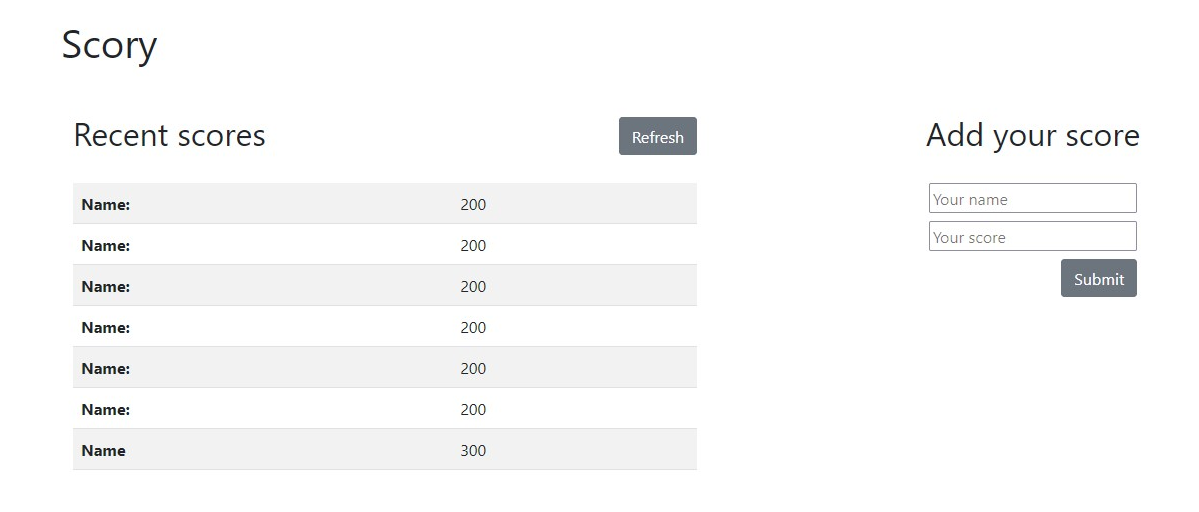 Scory
Recent scores
Refresh
Name: 200
Name: 200
Name: 200
Name: 200
Name: 200
Name: 200
Name 300
Add your score
Your name
Your score
Submit